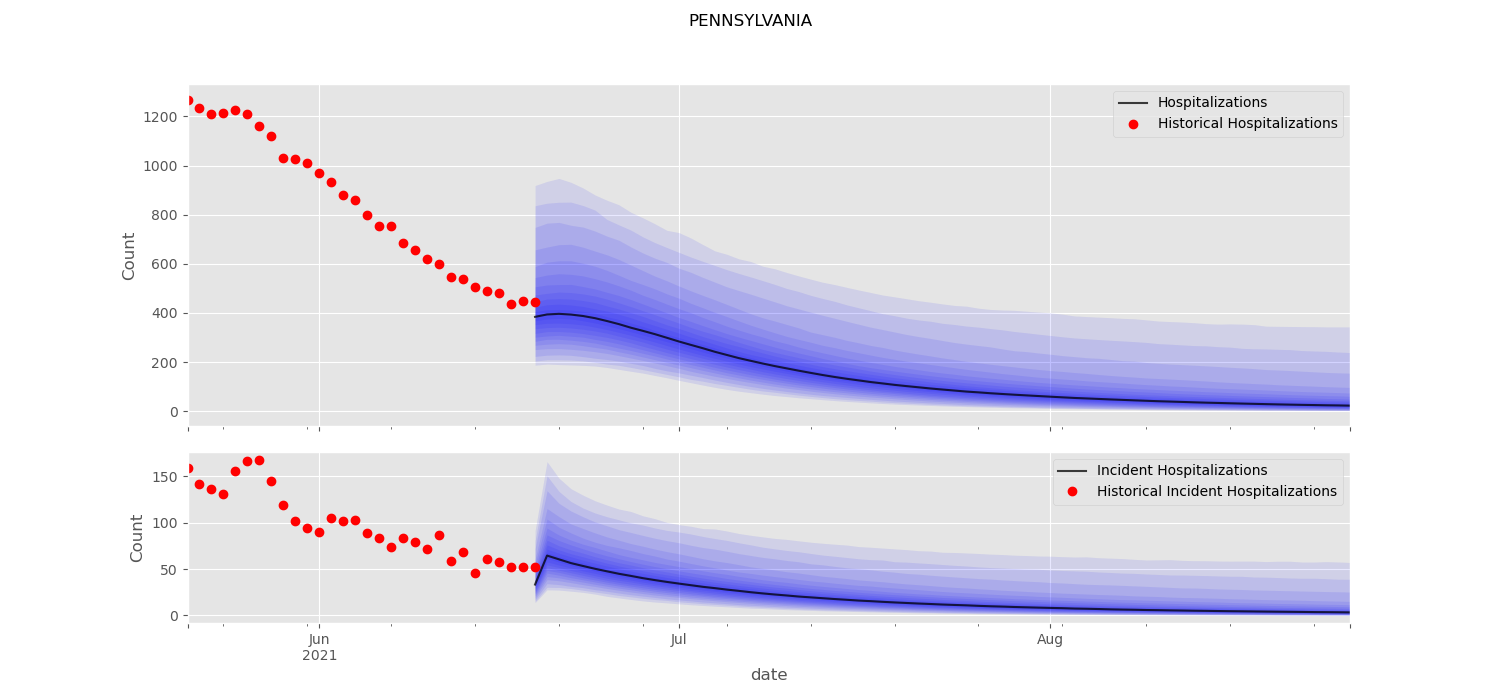 PENNSYLVANIA
Hospitalizations
Historical Hospitalizations
Count
1200
1000
800
600
400
200
0
Incident Hospitalizations
Historical Incident Hospitalizations
Count
150
100
50
0
Jun
2021
Jul
Aug
date